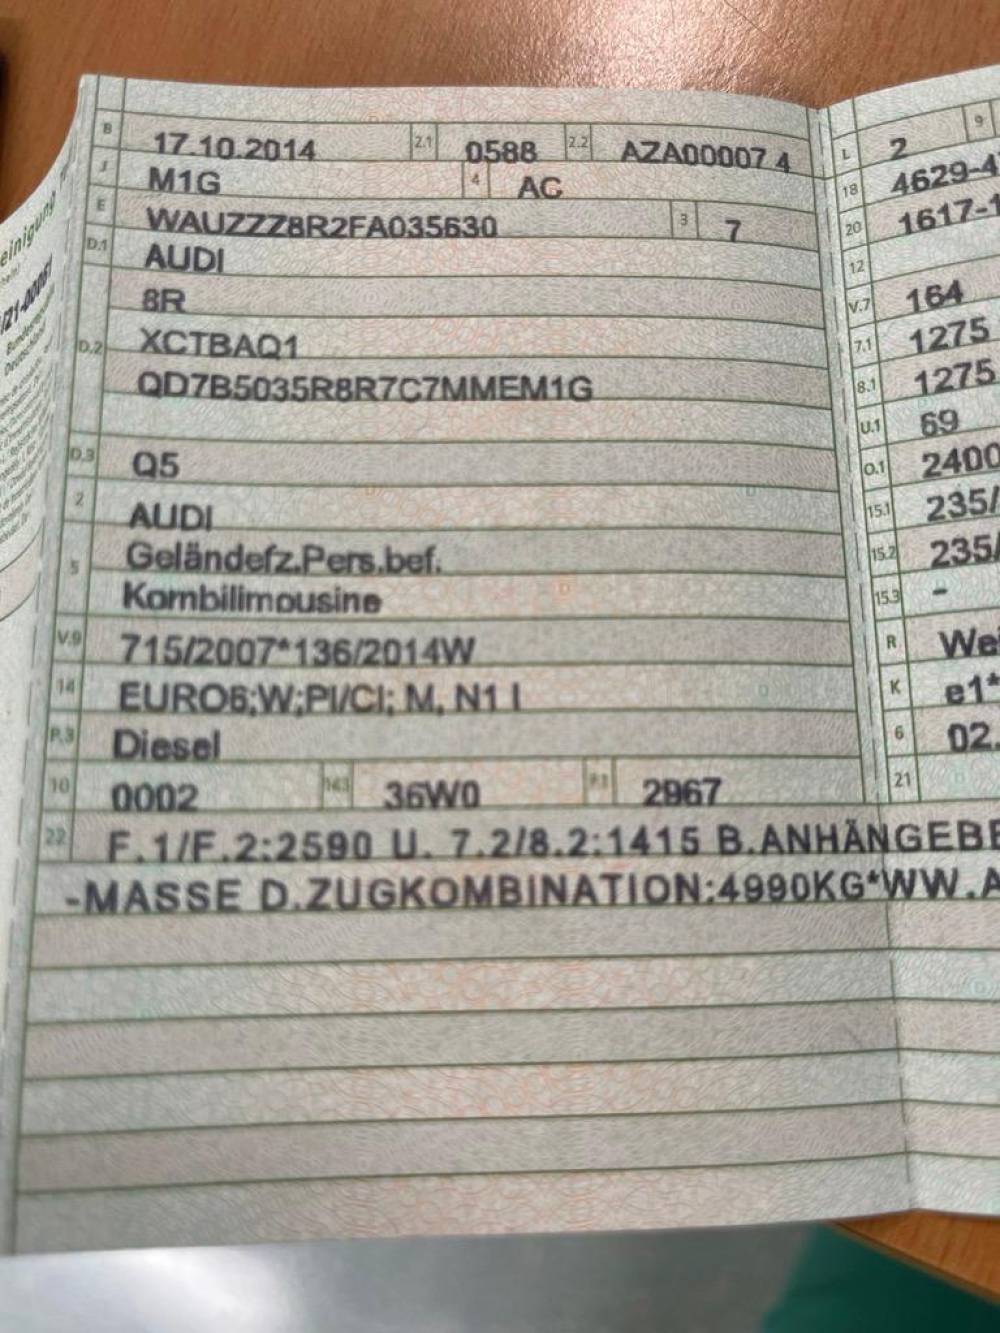 B 17.10.2014 2.1 0588 2.2 AZA00007 4
J M1G 4 AC
E WAUZZZ8R2FA035630 3 7
D.1 AUDI
8R
D.2 XCTBAQ1
QD7B5035R8R7C7MMEM1G
D.3 Q5
2 AUDI
5 Geländefz.Pers.bef.
Kombilimousine
V.9 715/2007*136/2014W
14 EURO6;W;PI/CI; M, N1 I
P.3 Diesel
10 0002 14.1 36W0 P.1 2967
22 F.1/F.2:2590 U. 7.2/8.2:1415 B.ANHÄNGEBE
-MASSE D.ZUGKOMBINATION:4990KG*WW.A
L 2 9
18 4629-4
20 1617-1
12
V.7 164
7.1 1275
8.1 1275
U.1 69
O.1 2400
15.1 235/
15.2 235/
15.3 -
R We
K e1*
6 02.
21
einigung